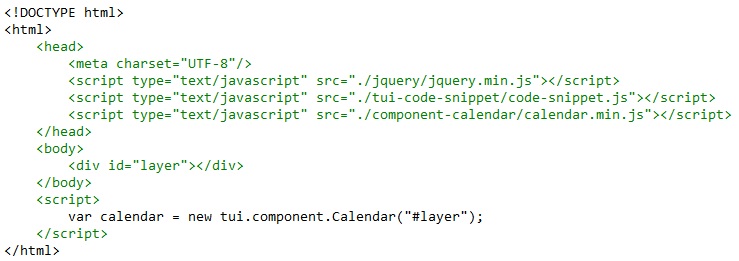 <!DOCTYPE html>
<html>
    <head>
        <meta charset="UTF-8"/>
        <script type="text/javascript" src="./jquery/jquery.min.js"></script>
        <script type="text/javascript" src="./tui-code-snippet/code-snippet.js"></script>
        <script type="text/javascript" src="./component-calendar/calendar.min.js"></script>
    </head>
    <body>
        <div id="layer"></div>
    </body>
    <script>
        var calendar = new tui.component.Calendar("#layer");
    </script>
</html>